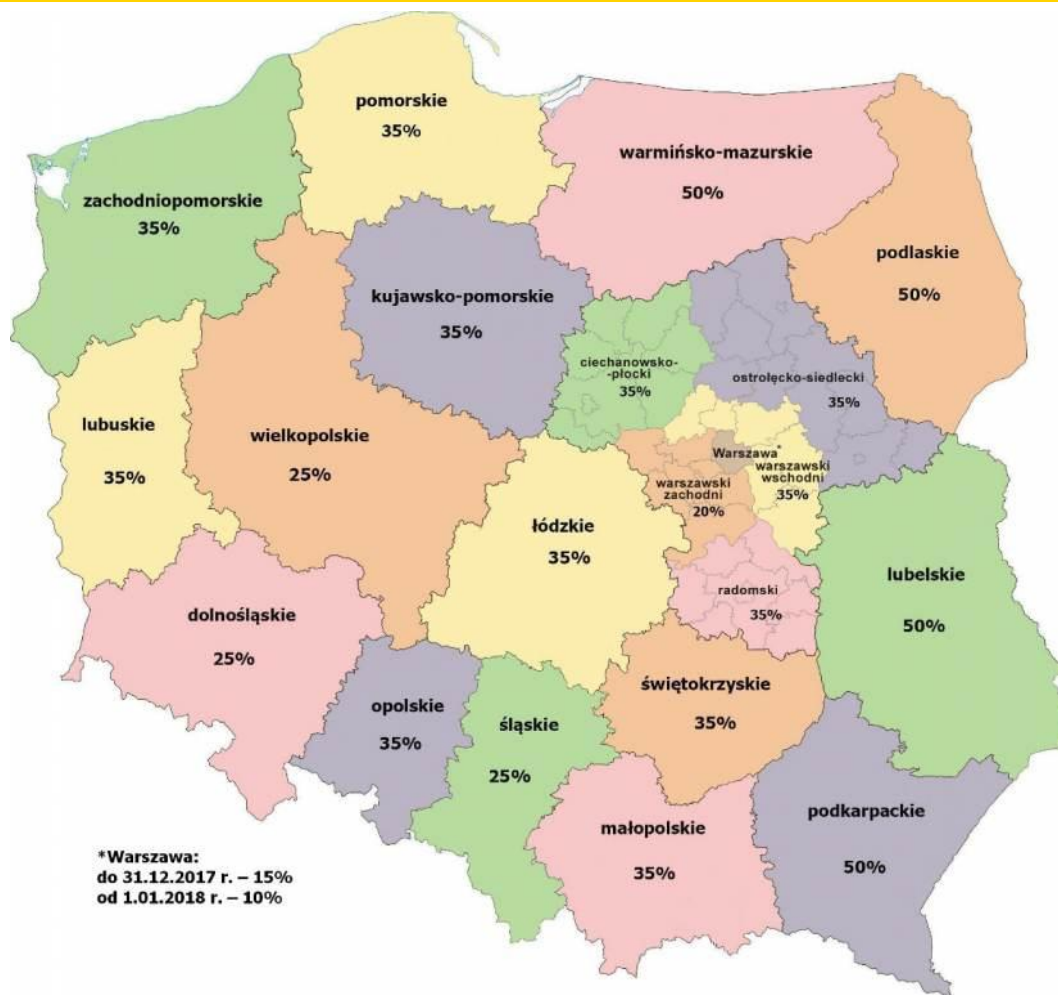 pomorskie
35%
warmińsko-mazurskie
50%
zachodniopomorskie
35%
podlaskie
50%
kujawsko-pomorskie
35%
ciechanowsko-
-płocki
35%
ostrołęcko-siedlecki
35%
lubuskie
35%
wielkopolskie
25%
Warszawa*
warszawski
wschodni
35%
warszawski
zachodni
20%
łódzkie
35%
lubelskie
50%
radomski
35%
dolnośląskie
25%
świętokrzyskie
35%
opolskie
35%
śląskie
25%
podkarpackie
50%
małopolskie
35%
*Warszawa:
do 31.12.2017 r. – 15%
od 1.01.2018 r. – 10%